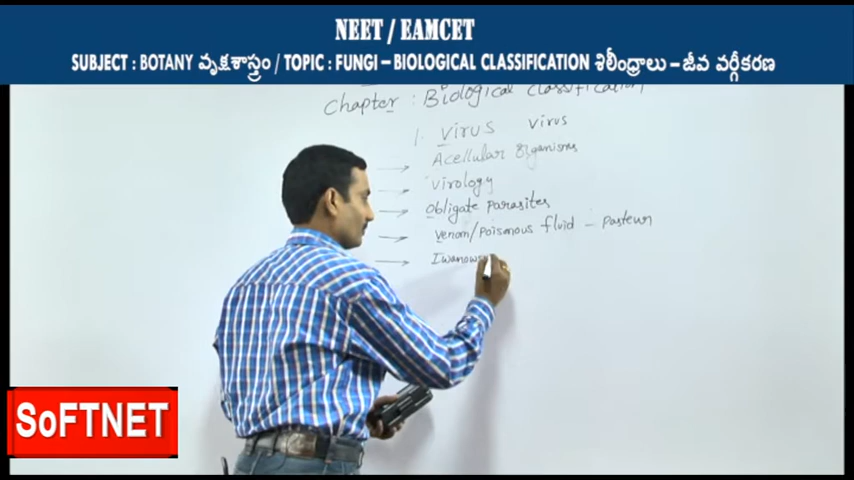 NEET / EAMCET
SUBJECT : BOTANY వృక్షశాస్త్రం / TOPIC : FUNGI – BIOLOGICAL CLASSIFICATION శిలీంధ్రాలు – జీవ వర్గీకరణ
Chapter : Biological Classification
1. Virus Virus
Acellular Organisms
Virology
Obligate parasites
Venom/Poisonous fluid – Pasteur
Iwanows
SoFTNET